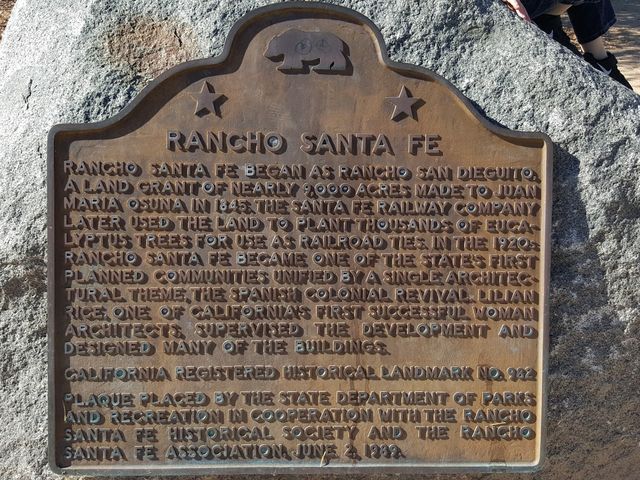 RANCHO SANTA FE
RANCHO SANTA FE BEGAN AS RANCHO SAN DIEGUITO,
A LAND GRANT OF NEARLY 9,000 ACRES MADE TO JUAN
MARIA OSUNA IN 1845. THE SANTA FE RAILWAY COMPANY
LATER USED THE LAND TO PLANT THOUSANDS OF EUCA-
LYPTUS TREES FOR USE AS RAILROAD TIES. IN THE 1920s
RANCHO SANTA FE BECAME ONE OF THE STATE'S FIRST
PLANNED COMMUNITIES UNIFIED BY A SINGLE ARCHITEC-
TURAL THEME, THE SPANISH COLONIAL REVIVAL. LILIAN
RICE, ONE OF CALIFORNIA'S FIRST SUCCESSFUL WOMAN
ARCHITECTS, SUPERVISED THE DEVELOPMENT AND
DESIGNED MANY OF THE BUILDINGS.
CALIFORNIA REGISTERED HISTORICAL LANDMARK NO. 982
PLAQUE PLACED BY THE STATE DEPARTMENT OF PARKS
AND RECREATION IN COOPERATION WITH THE RANCHO
SANTA FE HISTORICAL SOCIETY AND THE RANCHO
SANTA FE ASSOCIATION, JUNE 2, 1989.